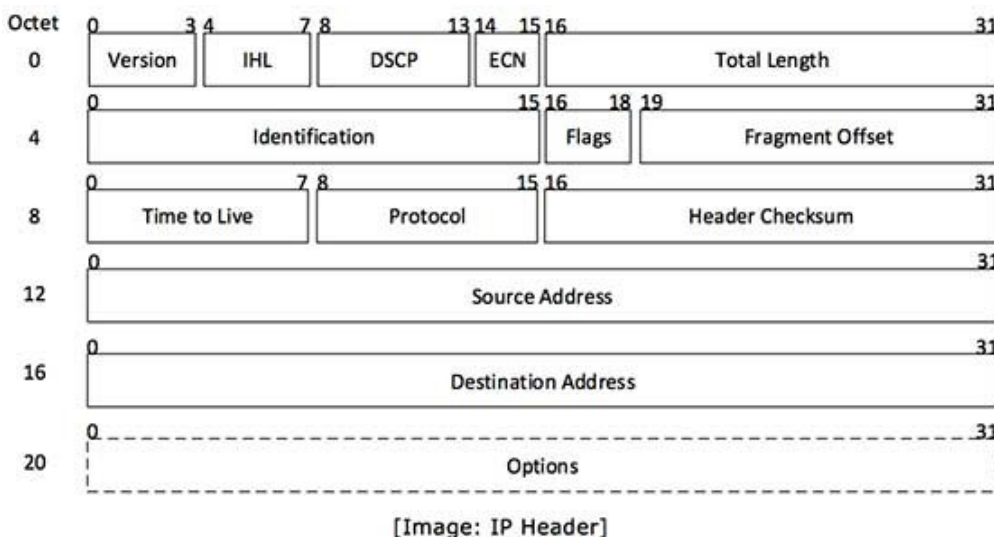 Octet 0 3 4 7 8 13 14 15 16 31
0 Version IHL DSCP ECN Total Length
0 15 16 18 19 31
4 Identification Flags Fragment Offset
0 7 8 15 16 31
8 Time to Live Protocol Header Checksum
0 31
12 Source Address
0 31
16 Destination Address
0 31
20 Options
[Image: IP Header]